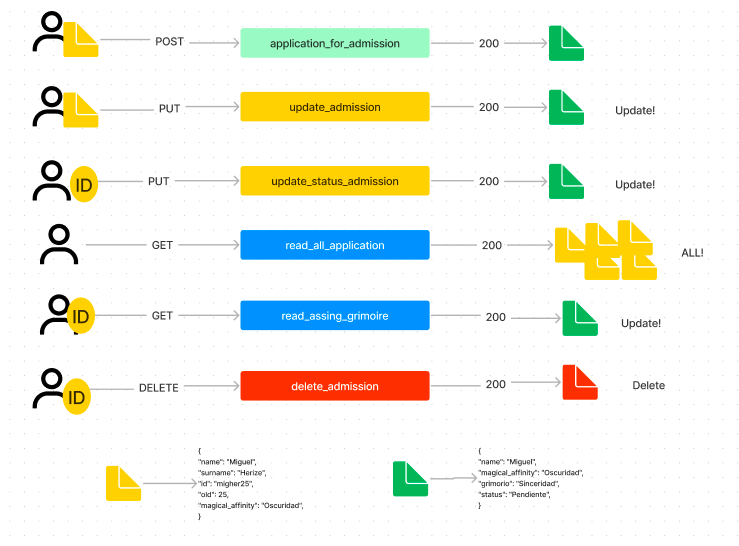 POST
application_for_admission
200
PUT
update_admission
200
Update!
ID
PUT
update_status_admission
200
Update!
GET
read_all_application
200
ALL!
ID
GET
read_assing_grimoire
200
Update!
ID
DELETE
delete_admission
200
Delete
{
"name": "Miguel",
"surname": "Herize",
"id": "migher25",
"old": 25,
"magical_affinity": "Oscuridad",
}
{
"name": "Miguel",
"magical_affinity": "Oscuridad",
"grimorio": "Sinceridad",
"status": "Pendiente",
}